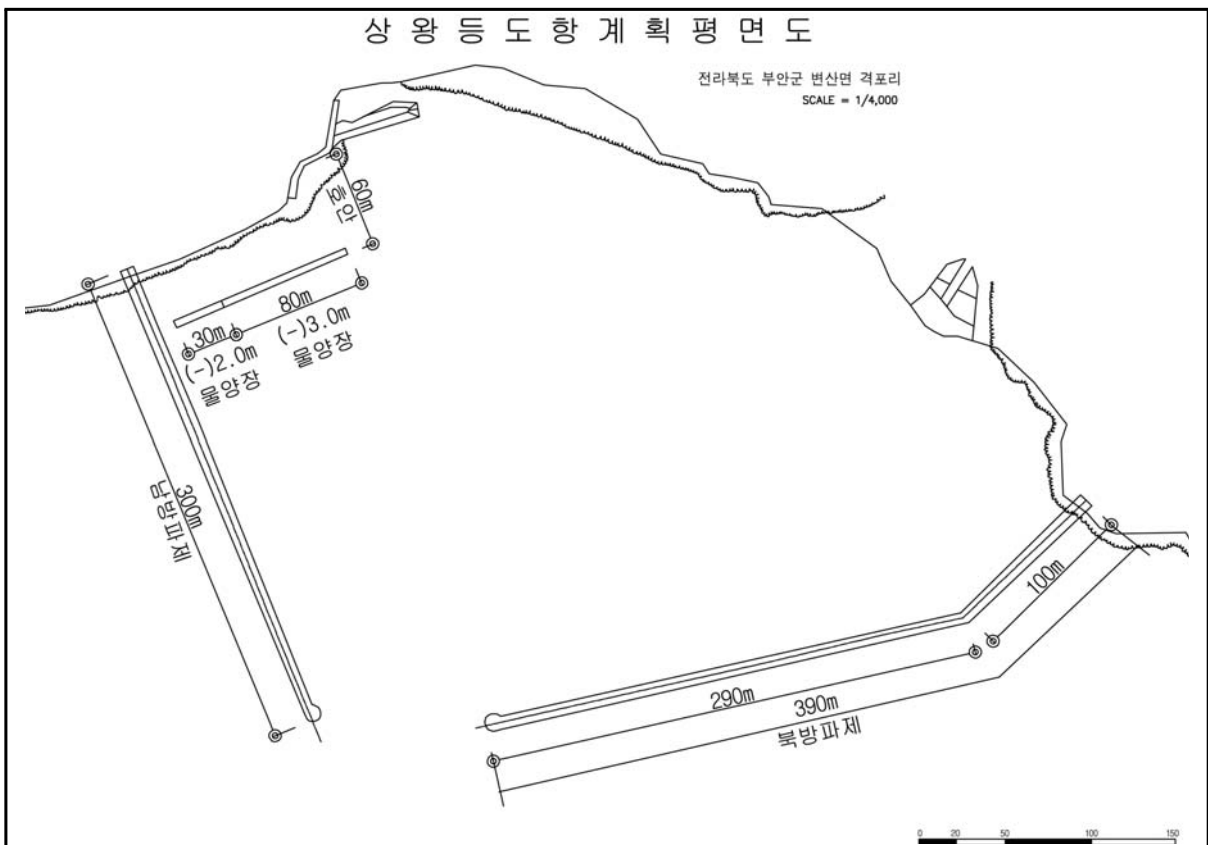 상왕등도항계획평면도
전라북도 부안군 변산면 격포리
SCALE = 1/4,000
60m
호안
80m
(-)3.0m
물양장
30m
(-)2.0m
물양장
300m
남방파제
100m
290m
390m
북방파제
0 20 50 100 150